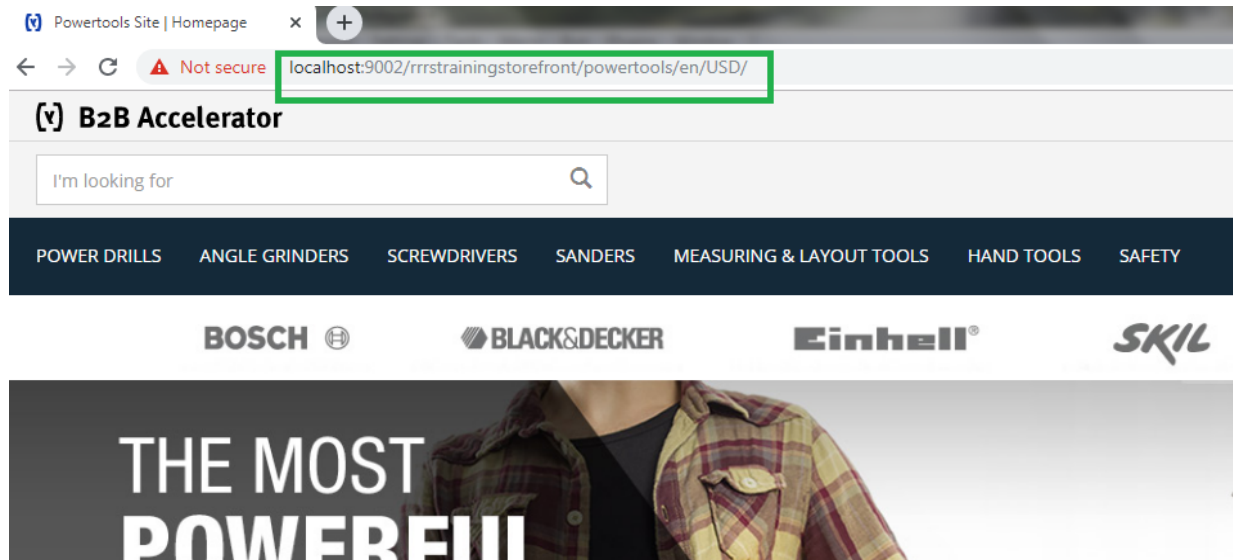 Powertools Site | Homepage
Not secure localhost:9002/rrrstrainingstorefront/powertools/en/USD/
B2B Accelerator
I'm looking for
POWER DRILLS ANGLE GRINDERS SCREWDRIVERS SANDERS MEASURING & LAYOUT TOOLS HAND TOOLS SAFETY
BOSCH BLACK&DECKER Einhell® SKIL
THE MOST
POWERFUL